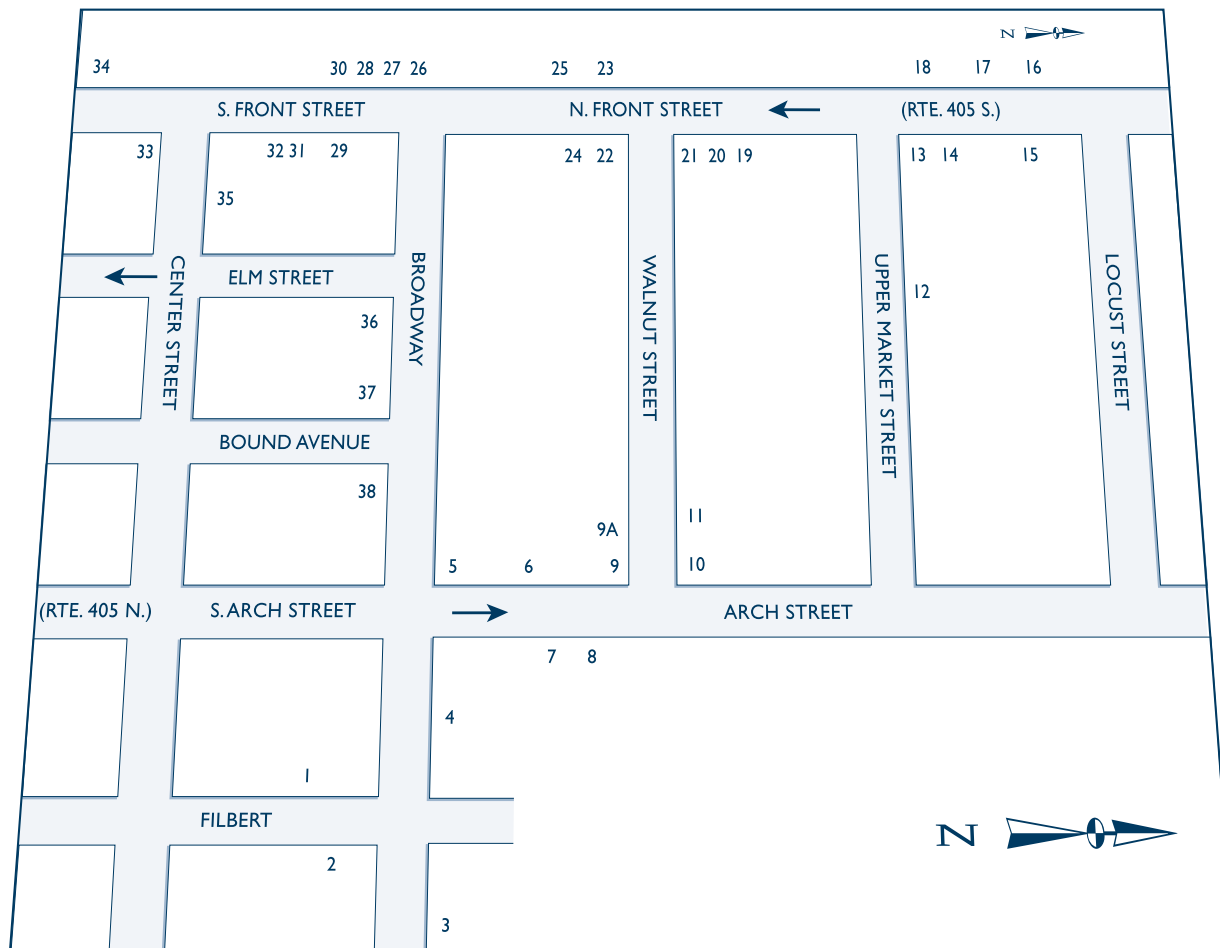 N
34 30 28 27 26 25 23 18 17 16
S. FRONT STREET N. FRONT STREET (RTE. 405 S.)
33 32 31 29 24 22 21 20 19 13 14 15
35
CENTER STREET
ELM STREET
BROADWAY
WALNUT STREET
UPPER MARKET STREET
LOCUST STREET
12
36
37
BOUND AVENUE
38
11
9A
5 6 9 10
(RTE. 405 N.) S. ARCH STREET ARCH STREET
7 8
4
1
FILBERT
N
2
3